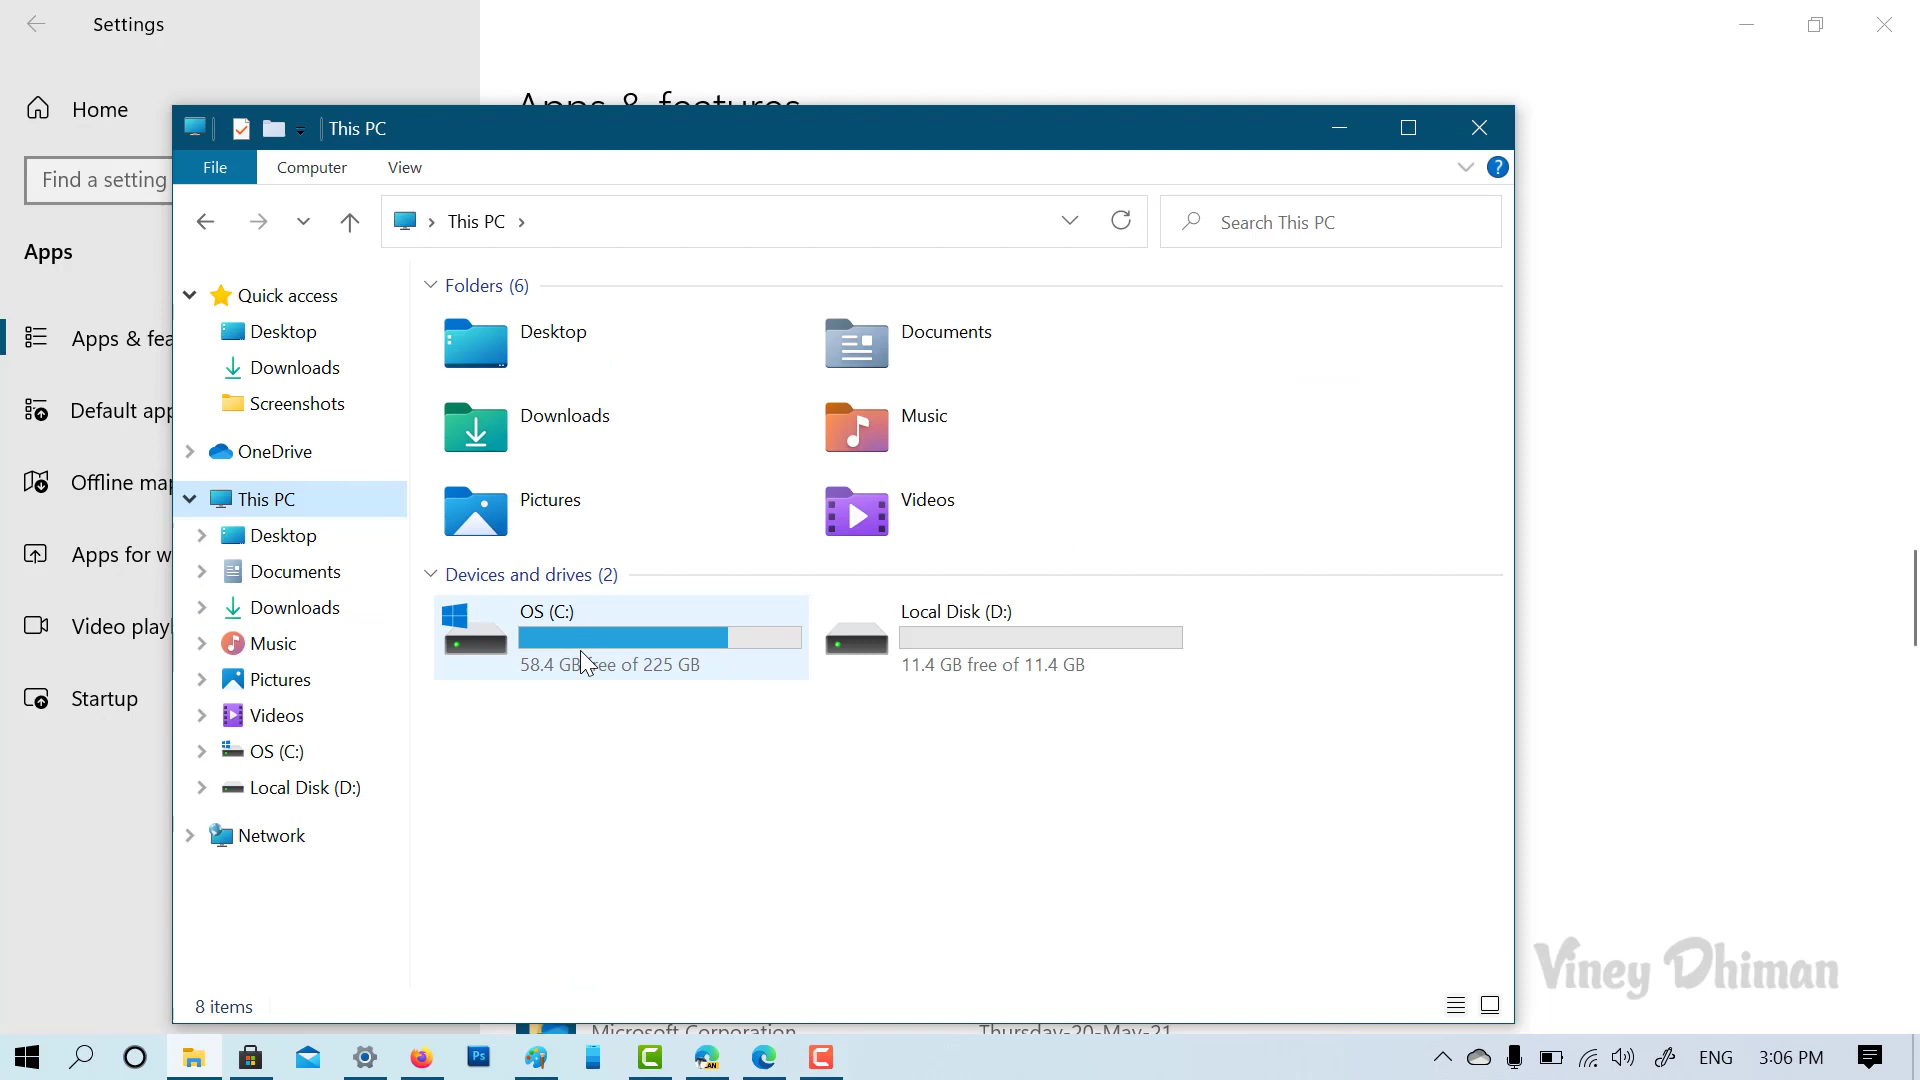 Settings
Home
Find a setting
Apps
Apps & fea
Default app
Offline map
Apps for w
Video playl
Startup
Apps & features
This PC
File
Computer
View
This PC
Search This PC
Quick access
Desktop
Downloads
Screenshots
OneDrive
This PC
Desktop
Documents
Downloads
Music
Pictures
Videos
OS (C:)
Local Disk (D:)
Network
Folders (6)
Desktop
Documents
Downloads
Music
Pictures
Videos
Devices and drives (2)
OS (C:)
58.4 GB free of 225 GB
Local Disk (D:)
11.4 GB free of 11.4 GB
8 items
Microsoft Corporation
Thursday-20-May-21
Viney Dhiman
Ps
CAN
ENG
3:06 PM